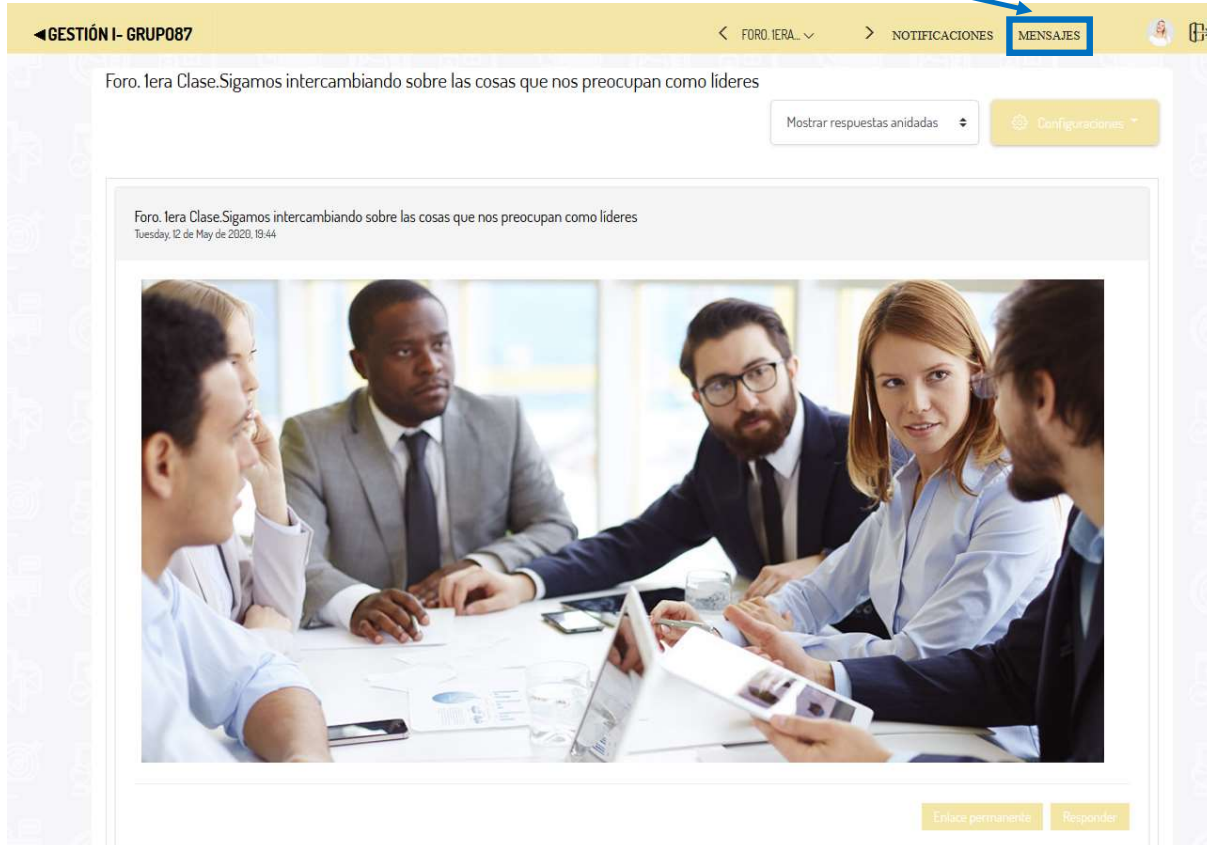 ◄GESTIÓN I- GRUPO87
FORO. 1ERA...
NOTIFICACIONES
MENSAJES
Foro. 1era Clase.Sigamos intercambiando sobre las cosas que nos preocupan como líderes
Mostrar respuestas anidadas
Configuraciones
Foro. 1era Clase.Sigamos intercambiando sobre las cosas que nos preocupan como líderes
Tuesday, 12 de May de 2020, 19:44
Enlace permanente
Responder